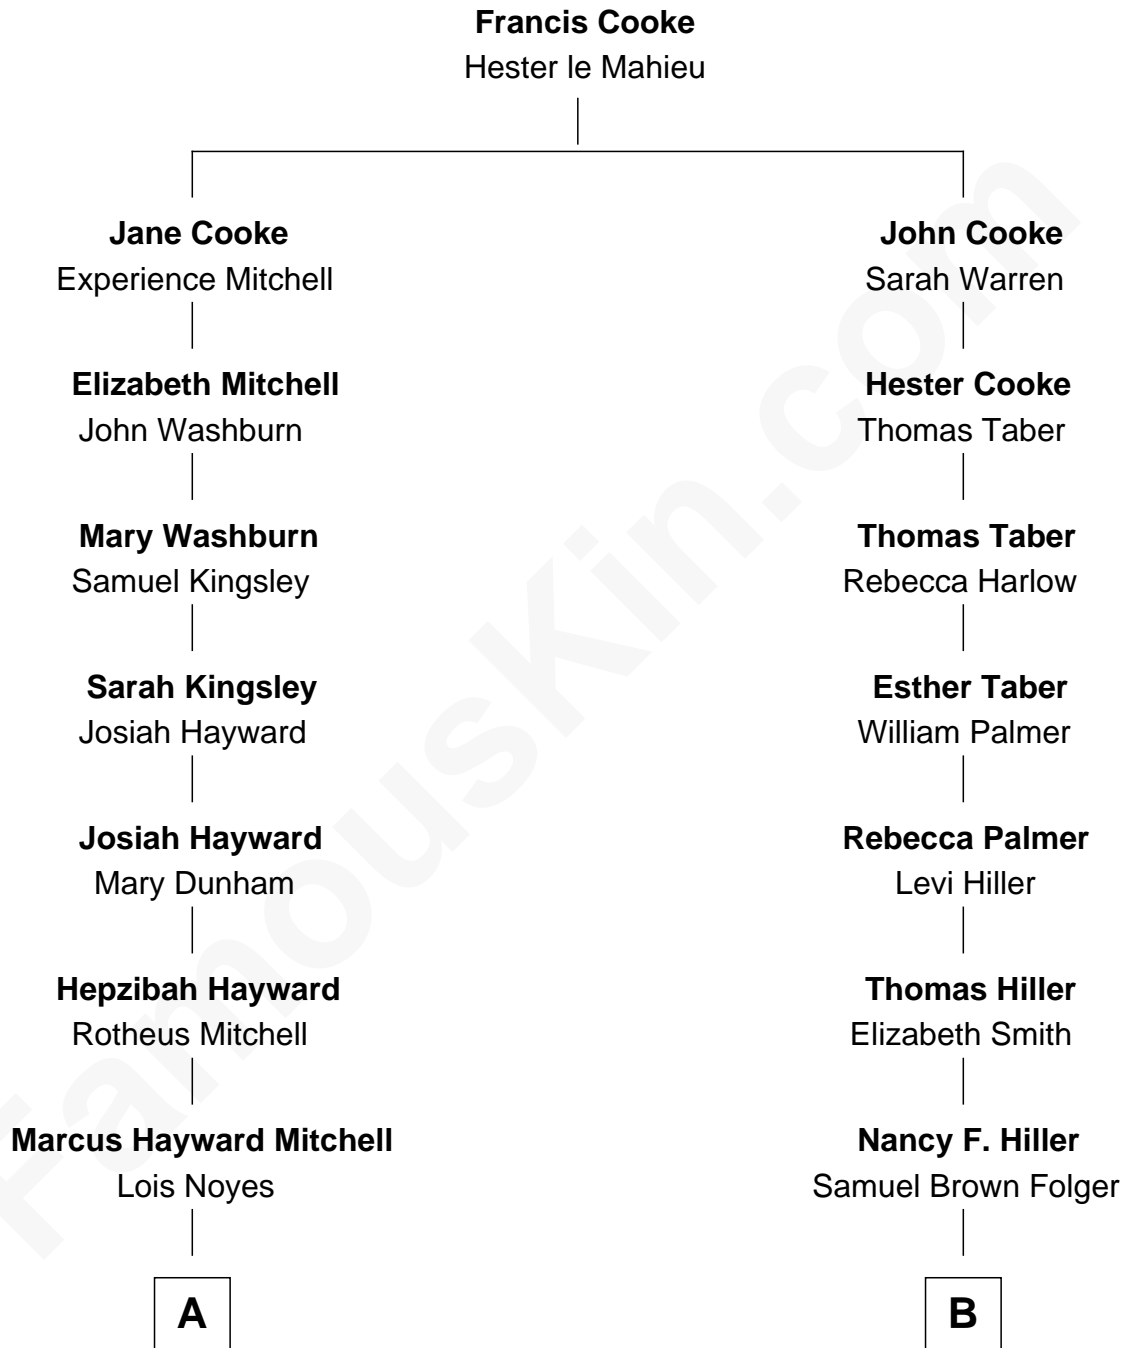 Francis Cooke
Hester le Mahieu
Jane Cooke
Experience Mitchell
John Cooke
Sarah Warren
Elizabeth Mitchell
John Washburn
Hester Cooke
Thomas Taber
Mary Washburn
Samuel Kingsley
Thomas Taber
Rebecca Harlow
Sarah Kingsley
Josiah Hayward
Esther Taber
William Palmer
Josiah Hayward
Mary Dunham
Rebecca Palmer
Levi Hiller
Hepzibah Hayward
Rotheus Mitchell
Thomas Hiller
Elizabeth Smith
Marcus Hayward Mitchell
Lois Noyes
Nancy F. Hiller
Samuel Brown Folger
A
B
FamousKin.com